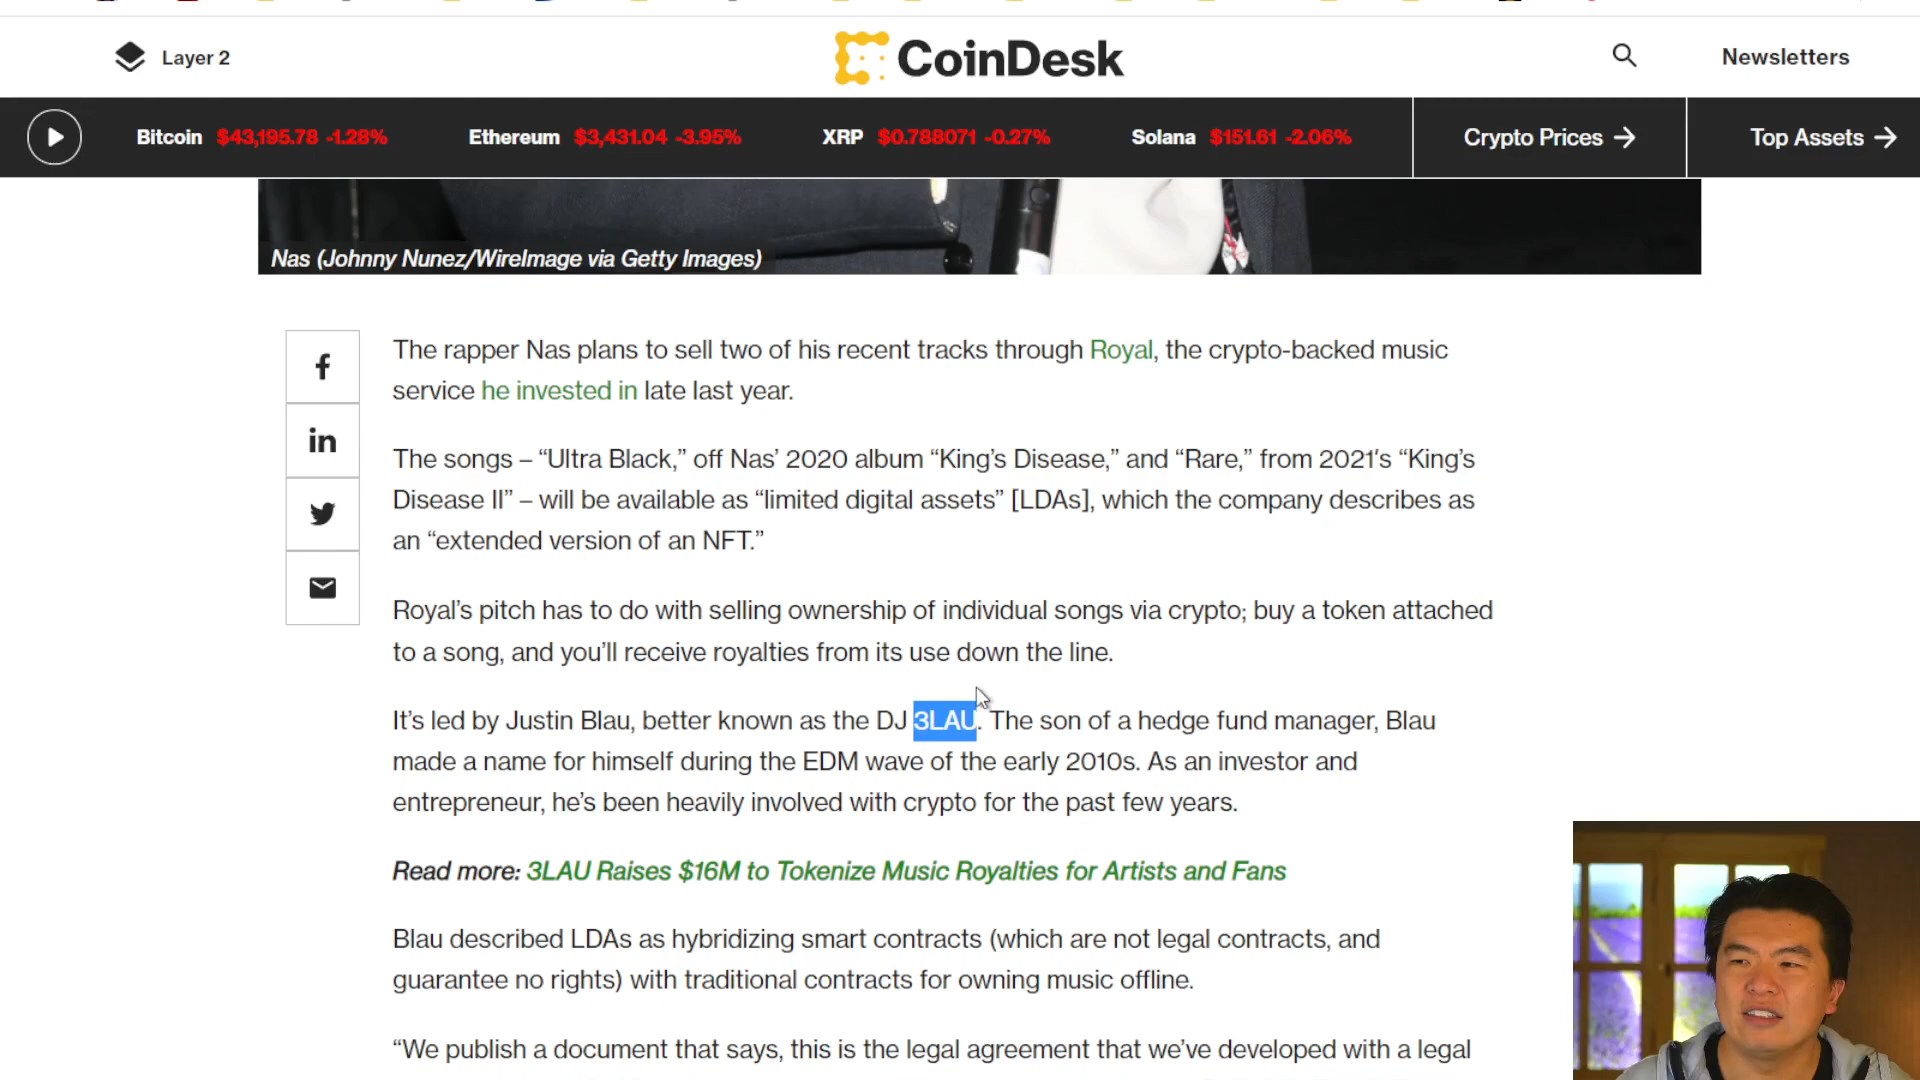 Layer 2
CoinDesk
Newsletters
Bitcoin $43,195.78 -1.28%
Ethereum $3,431.04 -3.95%
XRP $0.788071 -0.27%
Solana $151.61 -2.06%
Crypto Prices →
Top Assets →
Nas (Johnny Nunez/WireImage via Getty Images)
The rapper Nas plans to sell two of his recent tracks through Royal, the crypto-backed music
service he invested in late last year.
The songs – “Ultra Black,” off Nas’ 2020 album “King’s Disease,” and “Rare,” from 2021′s “King’s
Disease II” – will be available as “limited digital assets” [LDAs], which the company describes as
an “extended version of an NFT.”
Royal’s pitch has to do with selling ownership of individual songs via crypto; buy a token attached
to a song, and you’ll receive royalties from its use down the line.
It’s led by Justin Blau, better known as the DJ 3LAU. The son of a hedge fund manager, Blau
made a name for himself during the EDM wave of the early 2010s. As an investor and
entrepreneur, he’s been heavily involved with crypto for the past few years.
Read more: 3LAU Raises $16M to Tokenize Music Royalties for Artists and Fans
Blau described LDAs as hybridizing smart contracts (which are not legal contracts, and
guarantee no rights) with traditional contracts for owning music offline.
“We publish a document that says, this is the legal agreement that we’ve developed with a legal